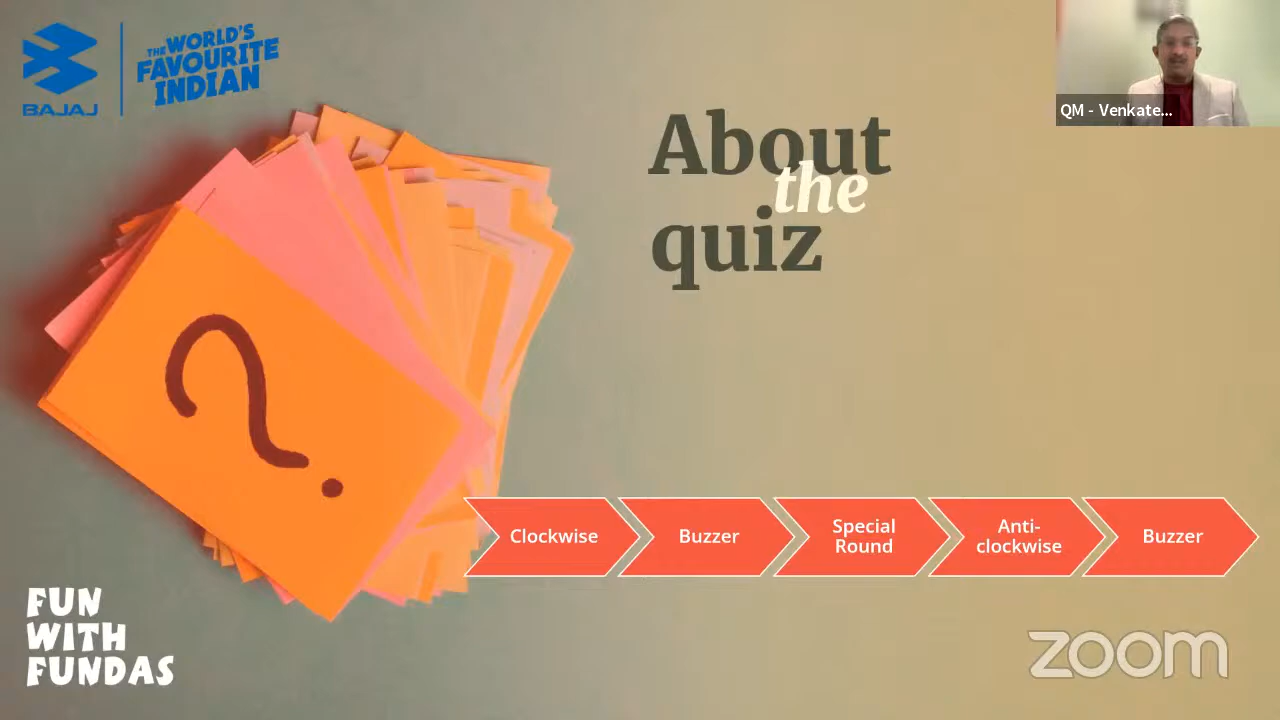 BAJAJ
THE WORLD'S
FAVOURITE
INDIAN
QM - Venkate...
About
the
quiz
?
Clockwise
Buzzer
Special
Round
Anti-
clockwise
Buzzer
FUN
WITH
FUNDAS
zoom